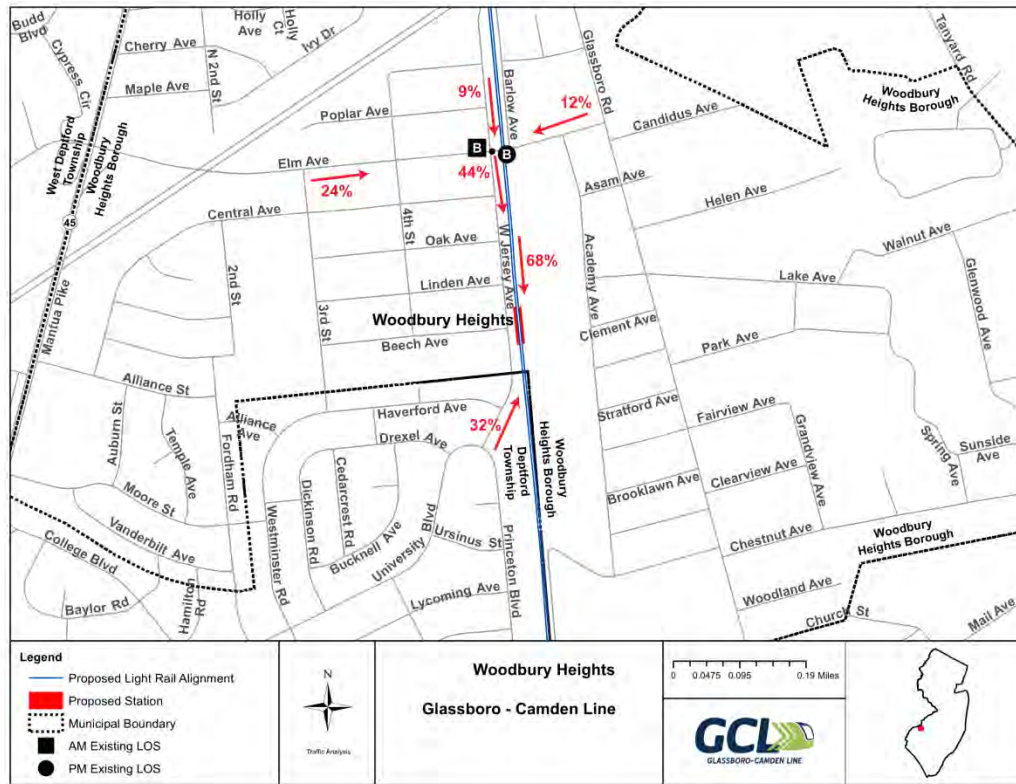 Budd
Blvd
Cypress Cir
Cherry Ave
Maple Ave
N 2nd St
Holly
Ave
Holly
Ct
Ivy Dr
Poplar Ave
9%
Barlow Ave
Glassboro Rd
12%
Candidus Ave
Tanyard Rd
Woodbury
Heights Borough
West Deptford
Township
Woodbury
Heights Borough
45
Mantua Pike
Elm Ave
B
B
24%
44%
Central Ave
Asam Ave
Helen Ave
4th St
Oak Ave
W Jersey Ave
Academy Ave
68%
Walnut Ave
Glenwood Ave
2nd St
3rd St
Linden Ave
Lake Ave
Woodbury Heights
Beech Ave
Clement Ave
Park Ave
Alliance St
Auburn St
Temple Ave
Alliance
Ave
Fordham Rd
Haverford Ave
Drexel Ave
32%
Deptford
Township
Woodbury
Heights Borough
Stratford Ave
Fairview Ave
Grandview Ave
Spring Ave
Sunside
Ave
Moore St
Vanderbilt Ave
College Blvd
Baylor Rd
Hamilton
Rd
Westminster Rd
Dickinson Rd
Cedarcrest Rd
Bucknell Ave
University Blvd
Ursinus St
Princeton Blvd
Lycoming Ave
Brooklawn Ave
Clearview Ave
Chestnut Ave
Woodbury
Heights Borough
Woodland Ave
Church St
Mail Ave
Legend
Proposed Light Rail Alignment
Proposed Station
Municipal Boundary
AM Existing LOS
PM Existing LOS
N
Traffic Analysis
Woodbury Heights
Glassboro - Camden Line
0 0.0475 0.095 0.19 Miles
GCL
GLASSBORO-CAMDEN LINE